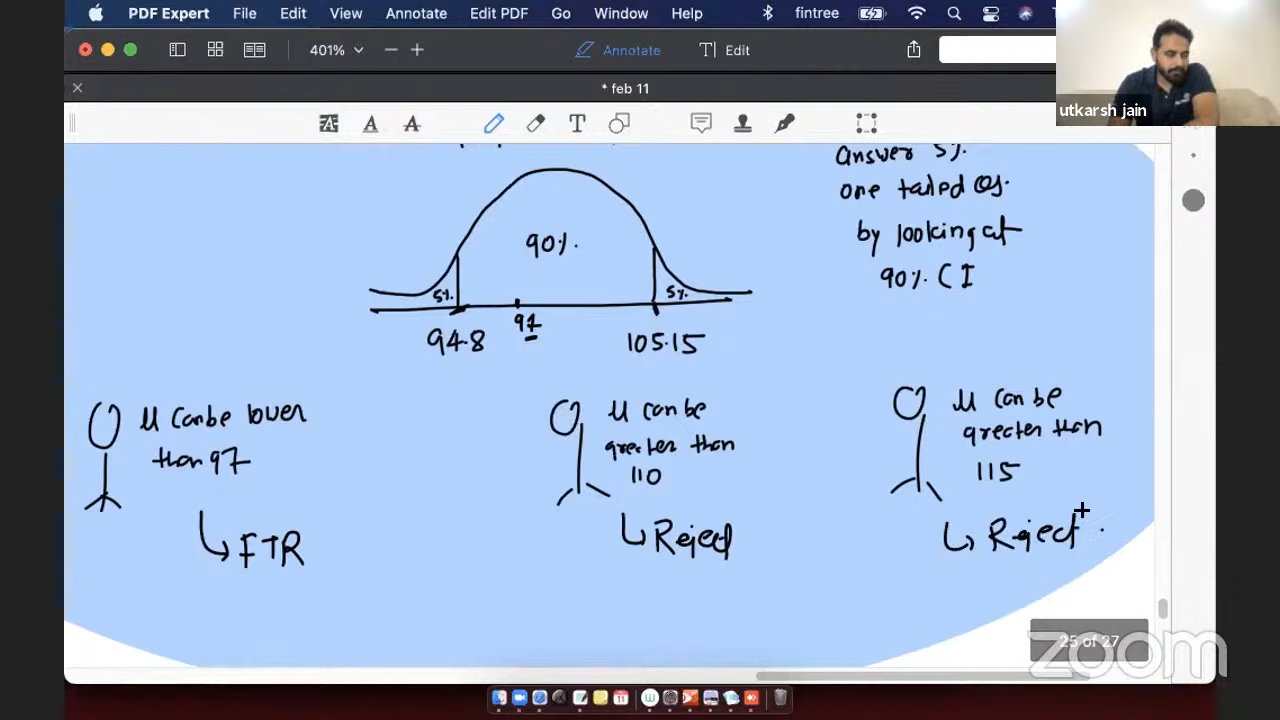 PDF Expert File Edit View Annotate Edit PDF Go Window Help fintree
401% Annotate Edit
* feb 11
utkarsh jain
Answer 5%.
one tailed Qs.
by looking at
90% CI
90%.
5%. 5%.
97
94.8 105.15
μ can be lower
than 97
FTR
μ can be
greater than
110
Reject
μ can be
greater than
115
Reject
25 of 27
zoom